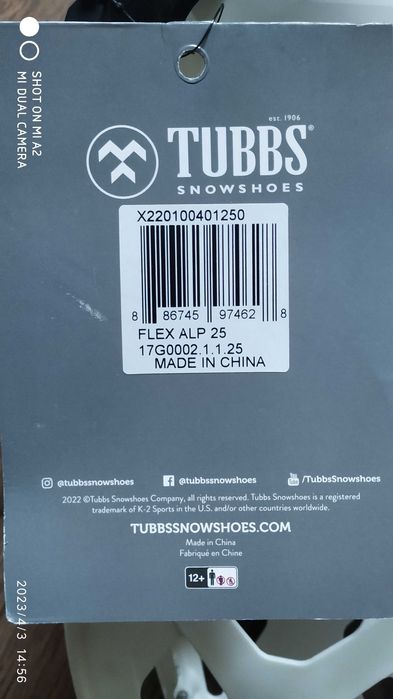 est. 1906
TUBBS®
SNOWSHOES
X220100401250
8 86745 97462 8
FLEX ALP 25
17G0002.1.1.25
MADE IN CHINA
@tubbssnowshoes @tubbssnowshoes You Tube /TubbsSnowshoes
2022 ©Tubbs Snowshoes Company, all rights reserved. Tubbs Snowshoes is a registered
trademark of K-2 Sports in the U.S. and/or other countries worldwide.
TUBBSSNOWSHOES.COM
Made in China
Fabriqué en Chine
12+
SHOT ON MI A2
MI DUAL CAMERA
2023/4/3 14:56